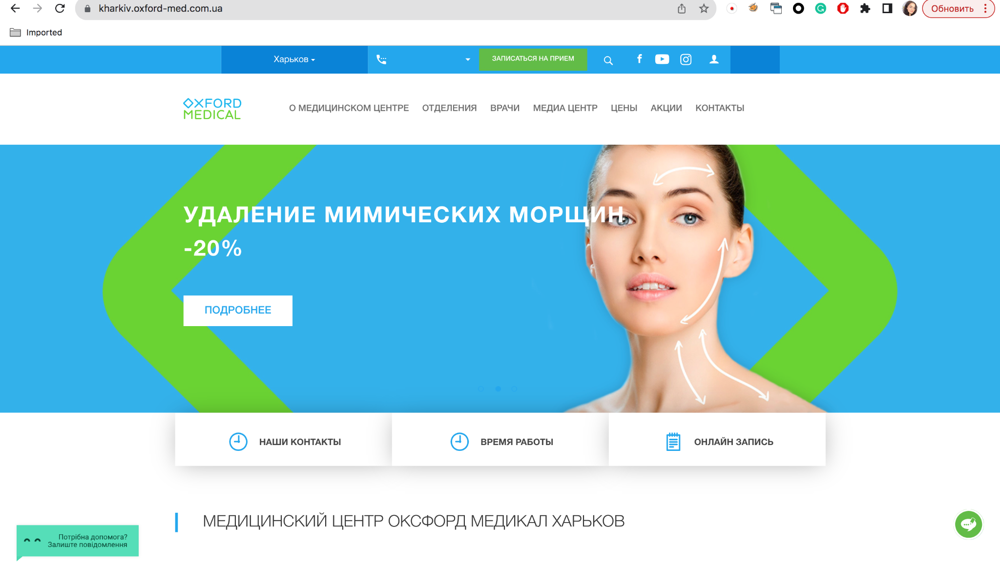 kharkiv.oxford-med.com.ua
Обновить
Imported
Харьков
ЗАПИСАТЬСЯ НА ПРИЕМ
OXFORD
MEDICAL
О МЕДИЦИНСКОМ ЦЕНТРЕ ОТДЕЛЕНИЯ ВРАЧИ МЕДИА ЦЕНТР ЦЕНЫ АКЦИИ КОНТАКТЫ
УДАЛЕНИЕ МИМИЧЕСКИХ МОРЩИН
-20%
ПОДРОБНЕЕ
НАШИ КОНТАКТЫ
ВРЕМЯ РАБОТЫ
ОНЛАЙН ЗАПИСЬ
МЕДИЦИНСКИЙ ЦЕНТР ОКСФОРД МЕДИКАЛ ХАРЬКОВ
Потрібна допомога?
Залиште повідомлення